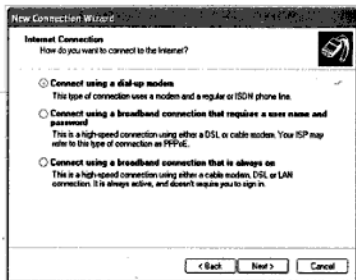 New Connection Wizard
Internet Connection
How do you want to connect to the Internet?
Connect using a dial-up modem
This type of connection uses a modem and a regular or ISDN phone line.
Connect using a broadband connection that requires a user name and
password
This is a high-speed connection using either a DSL or cable modem. Your ISP may
refer to this type of connection as PPPoE.
Connect using a broadband connection that is always on
This is a high-speed connection using either a cable modem, DSL or LAN
connection. It is always active, and doesn't require you to sign in.
< Back Next > Cancel